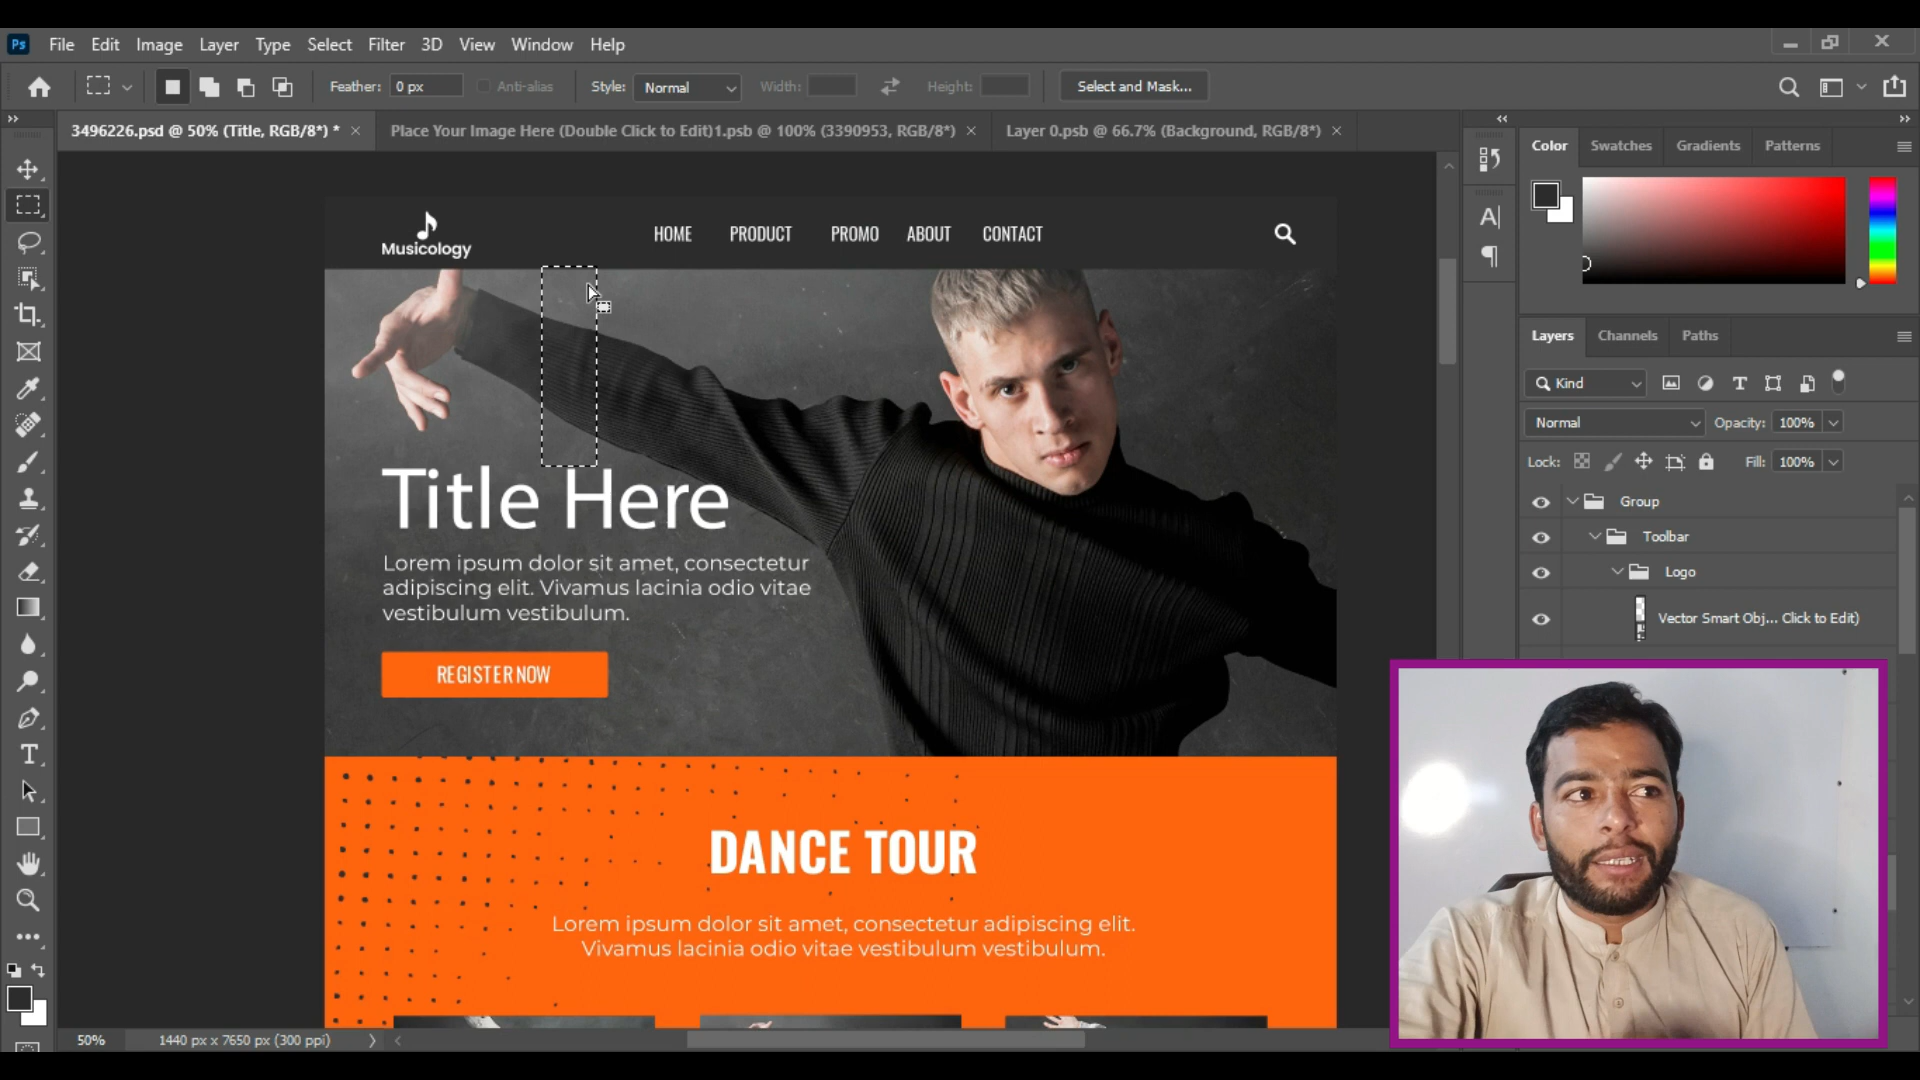 Ps File Edit Image Layer Type Select Filter 3D View Window Help
Feather: 0 px Anti-alias Style: Normal Width: Height: Select and Mask...
3496226.psd @ 50% (Title, RGB/8*) * Place Your Image Here (Double Click to Edit)1.psb @ 100% (3390953, RGB/8*) Layer 0.psb @ 66.7% (Background, RGB/8*)
Color Swatches Gradients Patterns
Musicology
HOME PRODUCT PROMO ABOUT CONTACT
Title Here
Lorem ipsum dolor sit amet, consectetur
adipiscing elit. Vivamus lacinia odio vitae
vestibulum vestibulum.
REGISTER NOW
DANCE TOUR
Lorem ipsum dolor sit amet, consectetur adipiscing elit.
Vivamus lacinia odio vitae vestibulum vestibulum.
Layers Channels Paths
Kind
Normal Opacity: 100%
Lock: Fill: 100%
Group
Toolbar
Logo
Vector Smart Obj... Click to Edit)
50% 1440 px x 7650 px (300 ppi)